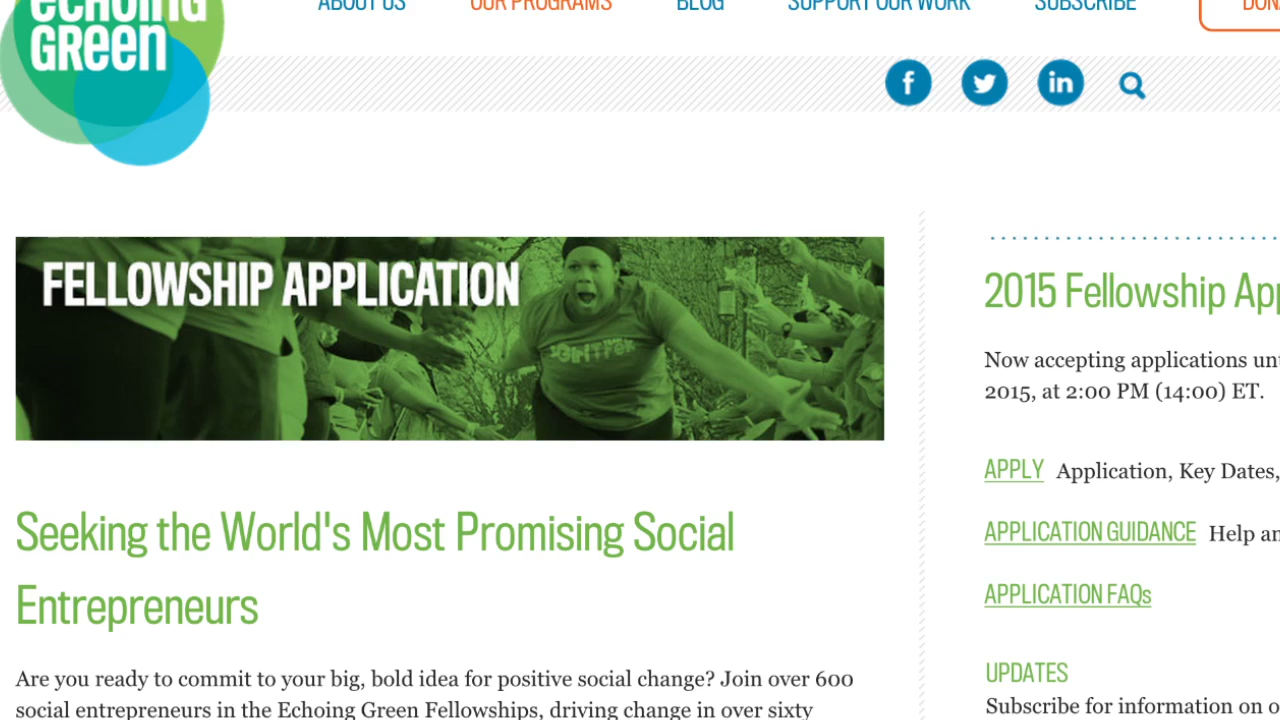 echoing
green
ABOUT US
OUR PROGRAMS
BLOG
SUPPORT OUR WORK
SUBSCRIBE
FELLOWSHIP APPLICATION
Seeking the World's Most Promising Social
Entrepreneurs
Are you ready to commit to your big, bold idea for positive social change? Join over 600
social entrepreneurs in the Echoing Green Fellowships, driving change in over sixty
2015 Fellowship
Now accepting applications
2015, at 2:00 PM (14:00) ET.
APPLY Application, Key Dates,
APPLICATION GUIDANCE Help
APPLICATION FAQs
UPDATES
Subscribe for information on